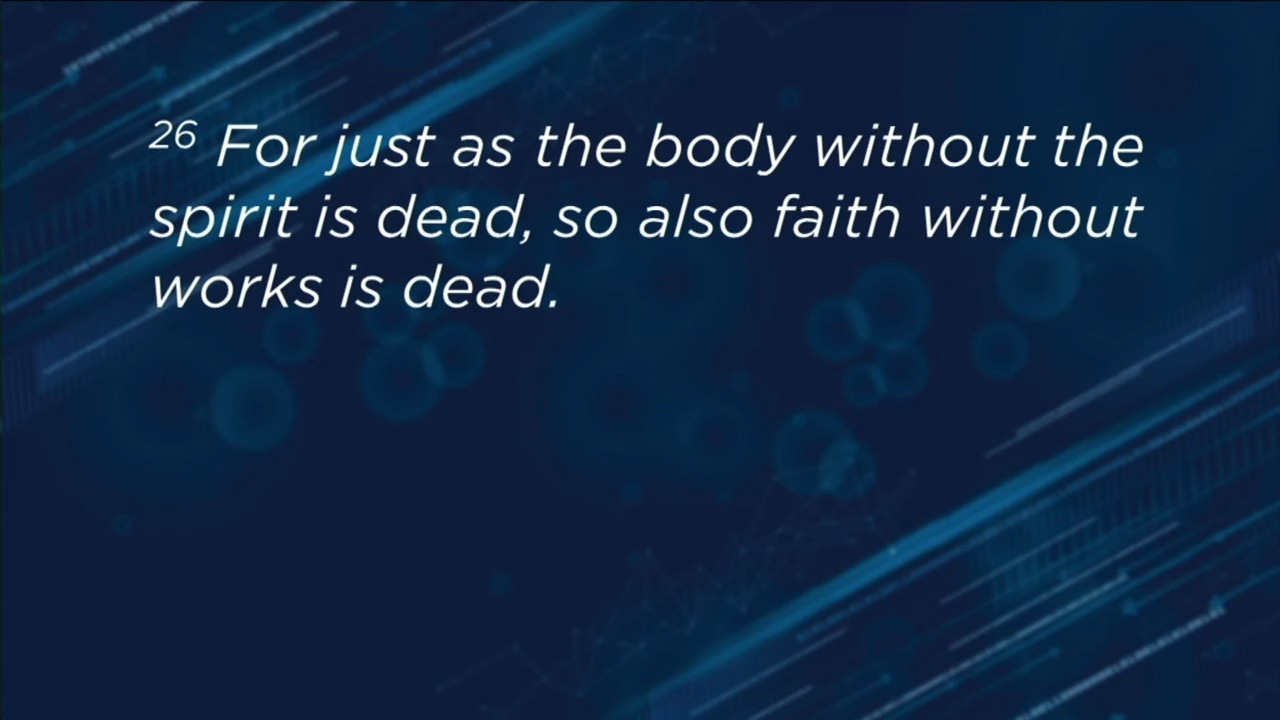 26 For just as the body without the
spirit is dead, so also faith without
works is dead.